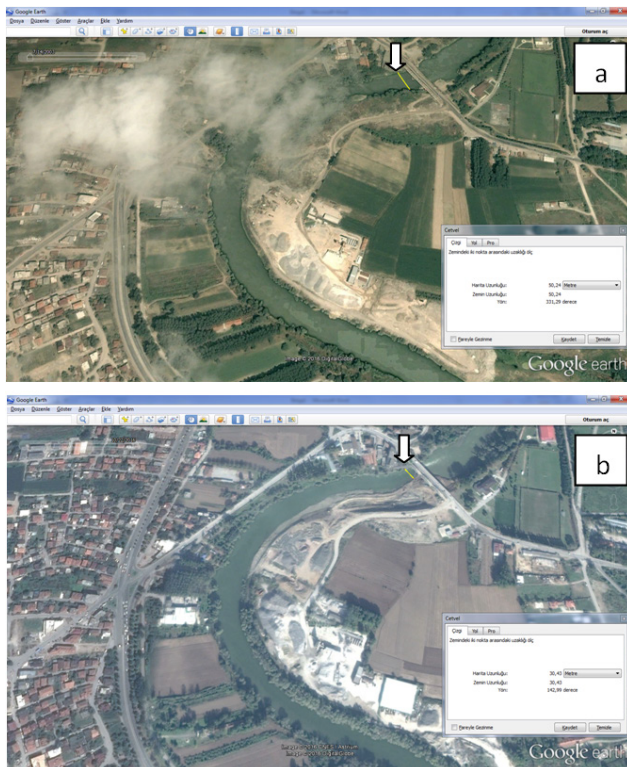 Google Earth
Dosya Düzenle Göster Araçlar Ekle Yardım
Oturum aç
a
Cetvel
Çizgi Yol Pro
Zemindeki iki nokta arasındaki uzaklığı ölç
Harita Uzunluğu: 50,24 Metre
Zemin Uzunluğu: 50,24
Yön: 331,29 derece
Fareyle Gezinme Kaydet Temizle
Google earth
Google Earth
Dosya Düzenle Göster Araçlar Ekle Yardım
Oturum aç
b
Cetvel
Çizgi Yol Pro
Zemindeki iki nokta arasındaki uzaklığı ölç
Harita Uzunluğu: 30,43 Metre
Zemin Uzunluğu: 30,43
Yön: 142,99 derece
Fareyle Gezinme Kaydet Temizle
Google earth